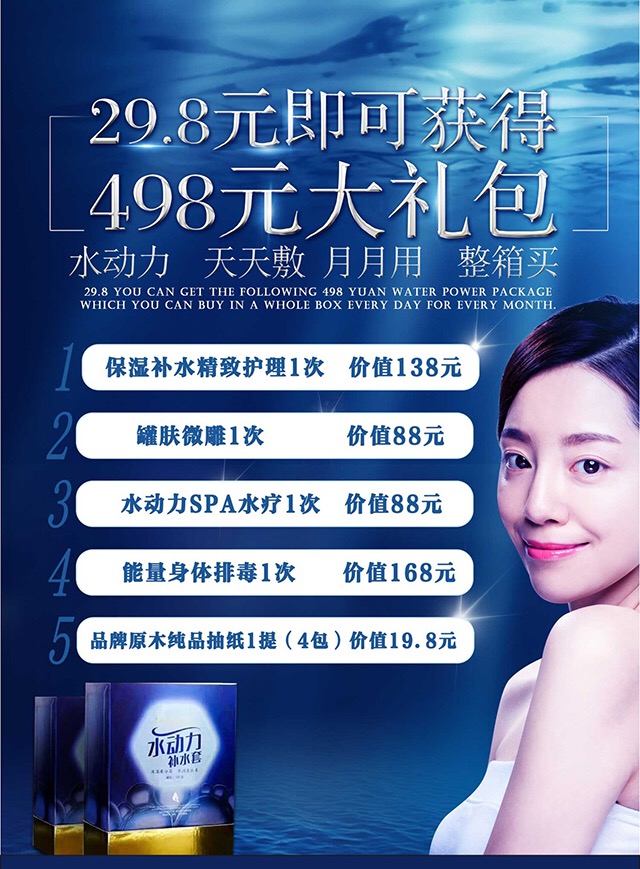 29.8元即可获得
498元大礼包
水动力 天天敷 月月用 整箱买
29.8 YOU CAN GET THE FOLLOWING 498 YUAN WATER POWER PACKAGE
WHICH YOU CAN BUY IN A WHOLE BOX EVERY DAY FOR EVERY MONTH.
1 保湿补水精致护理1次 价值138元
2 罐肤微雕1次 价值88元
3 水动力SPA水疗1次 价值88元
4 能量身体排毒1次 价值168元
5 品牌原木纯品抽纸1提（4包）价值19.8元
水动力
补水套